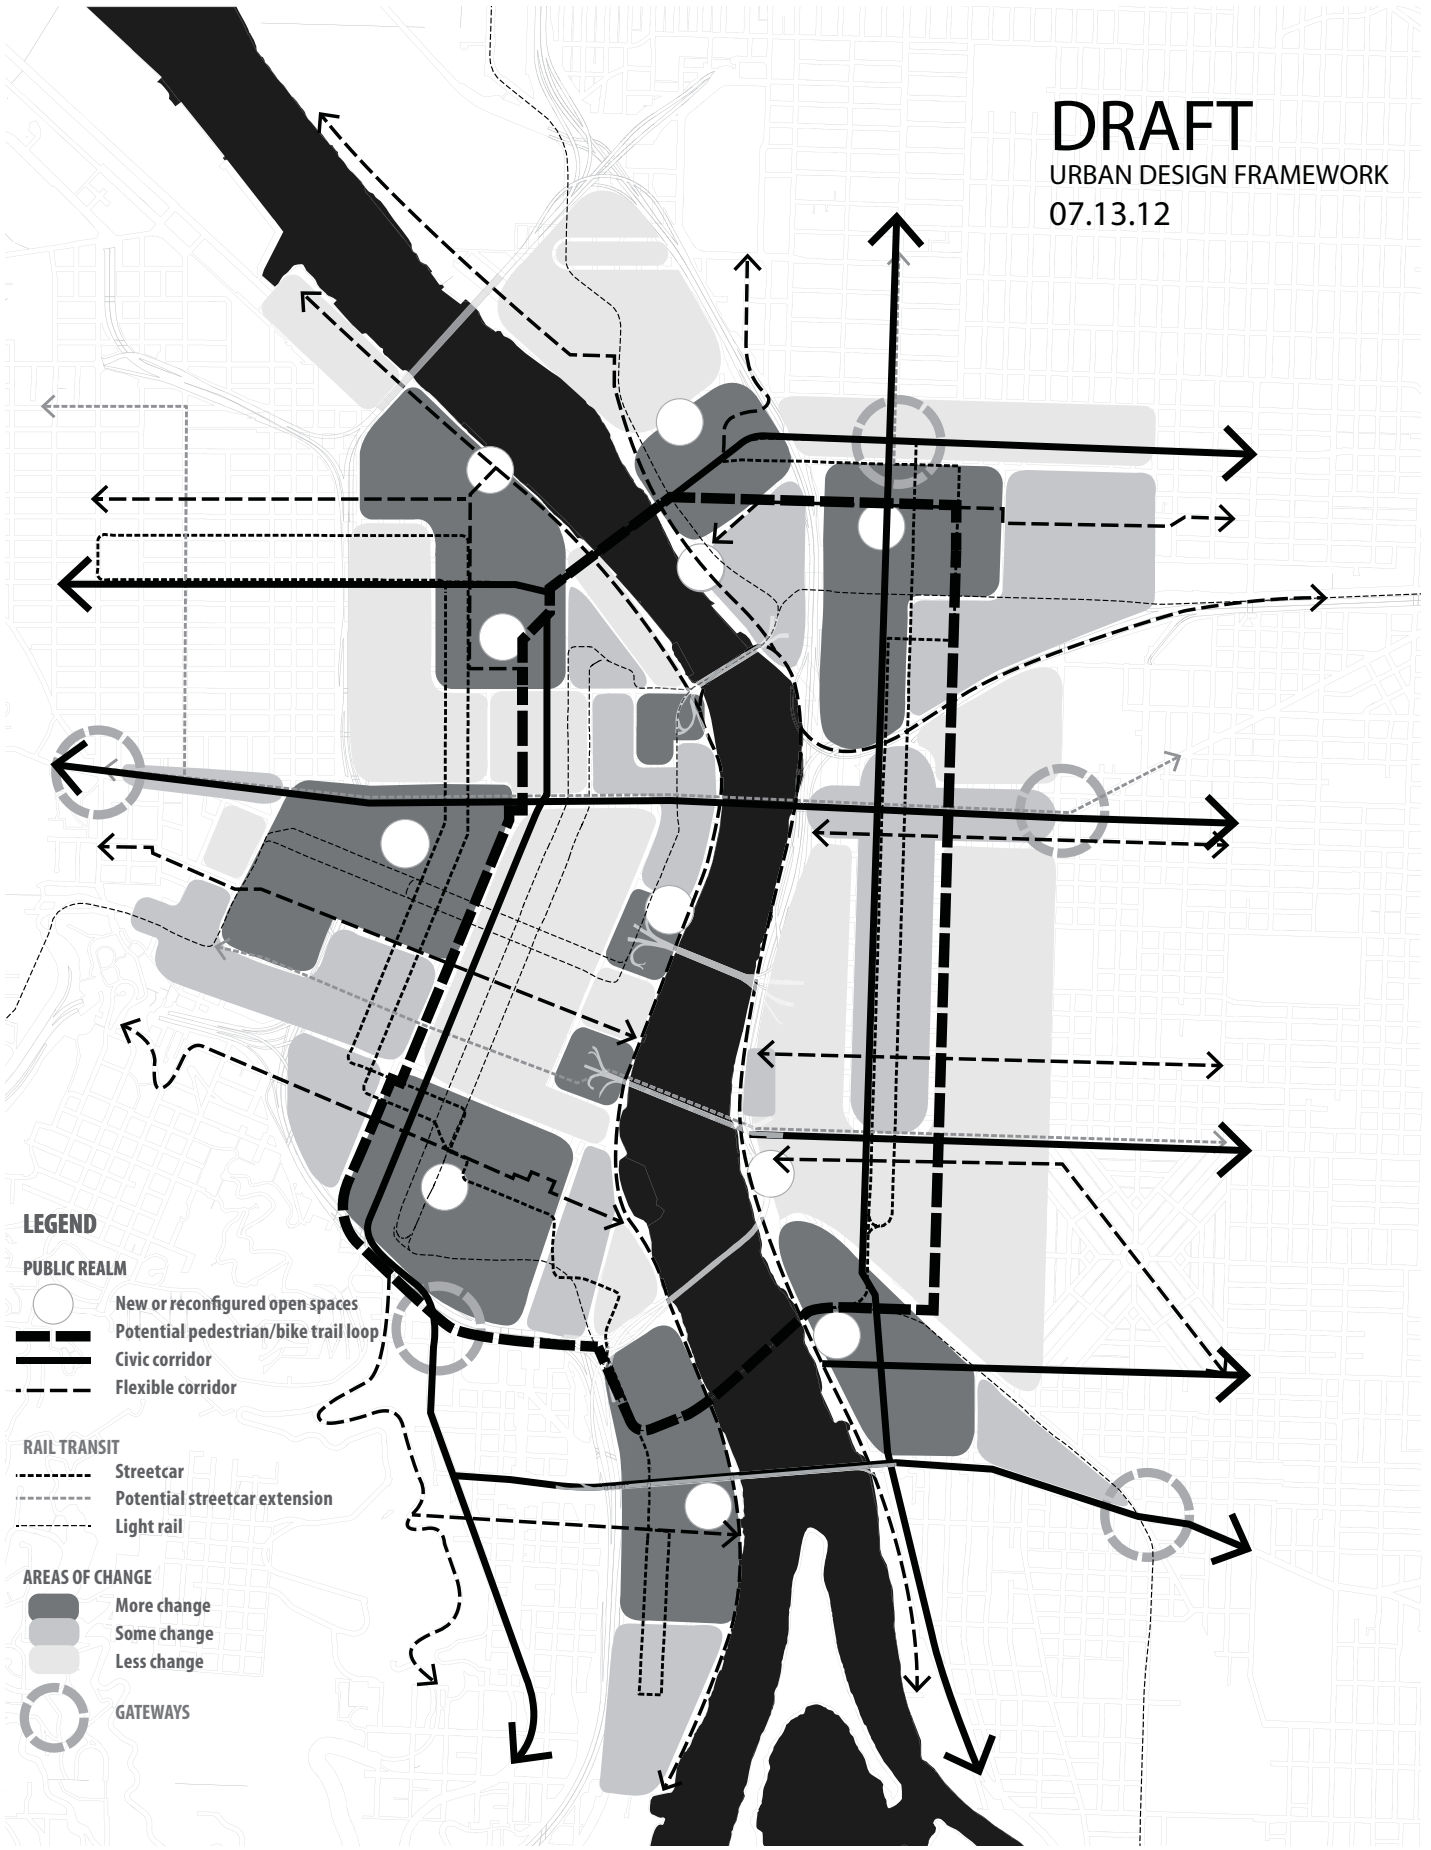 DRAFT
URBAN DESIGN FRAMEWORK
07.13.12
LEGEND
PUBLIC REALM
New or reconfigured open spaces
Potential pedestrian/bike trail loop
Civic corridor
Flexible corridor
RAIL TRANSIT
Streetcar
Potential streetcar extension
Light rail
AREAS OF CHANGE
More change
Some change
Less change
GATEWAYS